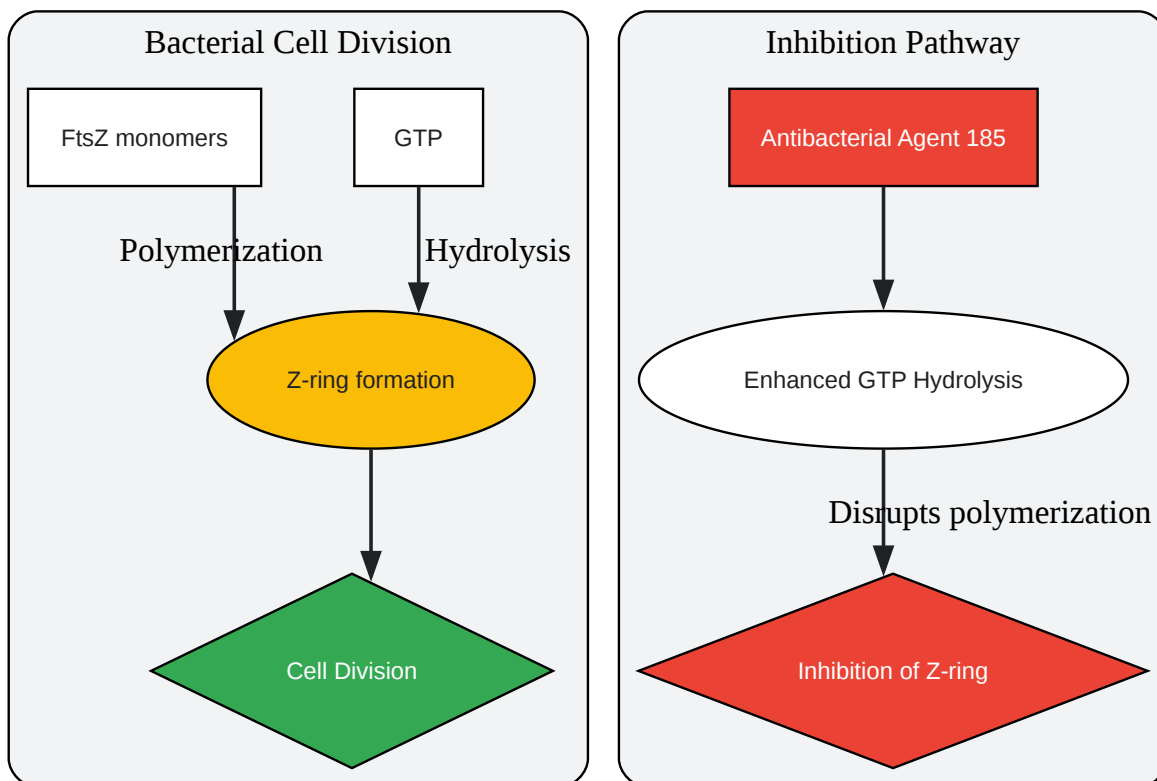 Bacterial Cell Division
FtsZ monomers
GTP
Polymerization
Hydrolysis
Z-ring formation
Cell Division
Inhibition Pathway
Antibacterial Agent 185
Enhanced GTP Hydrolysis
Disrupts polymerization
Inhibition of Z-ring